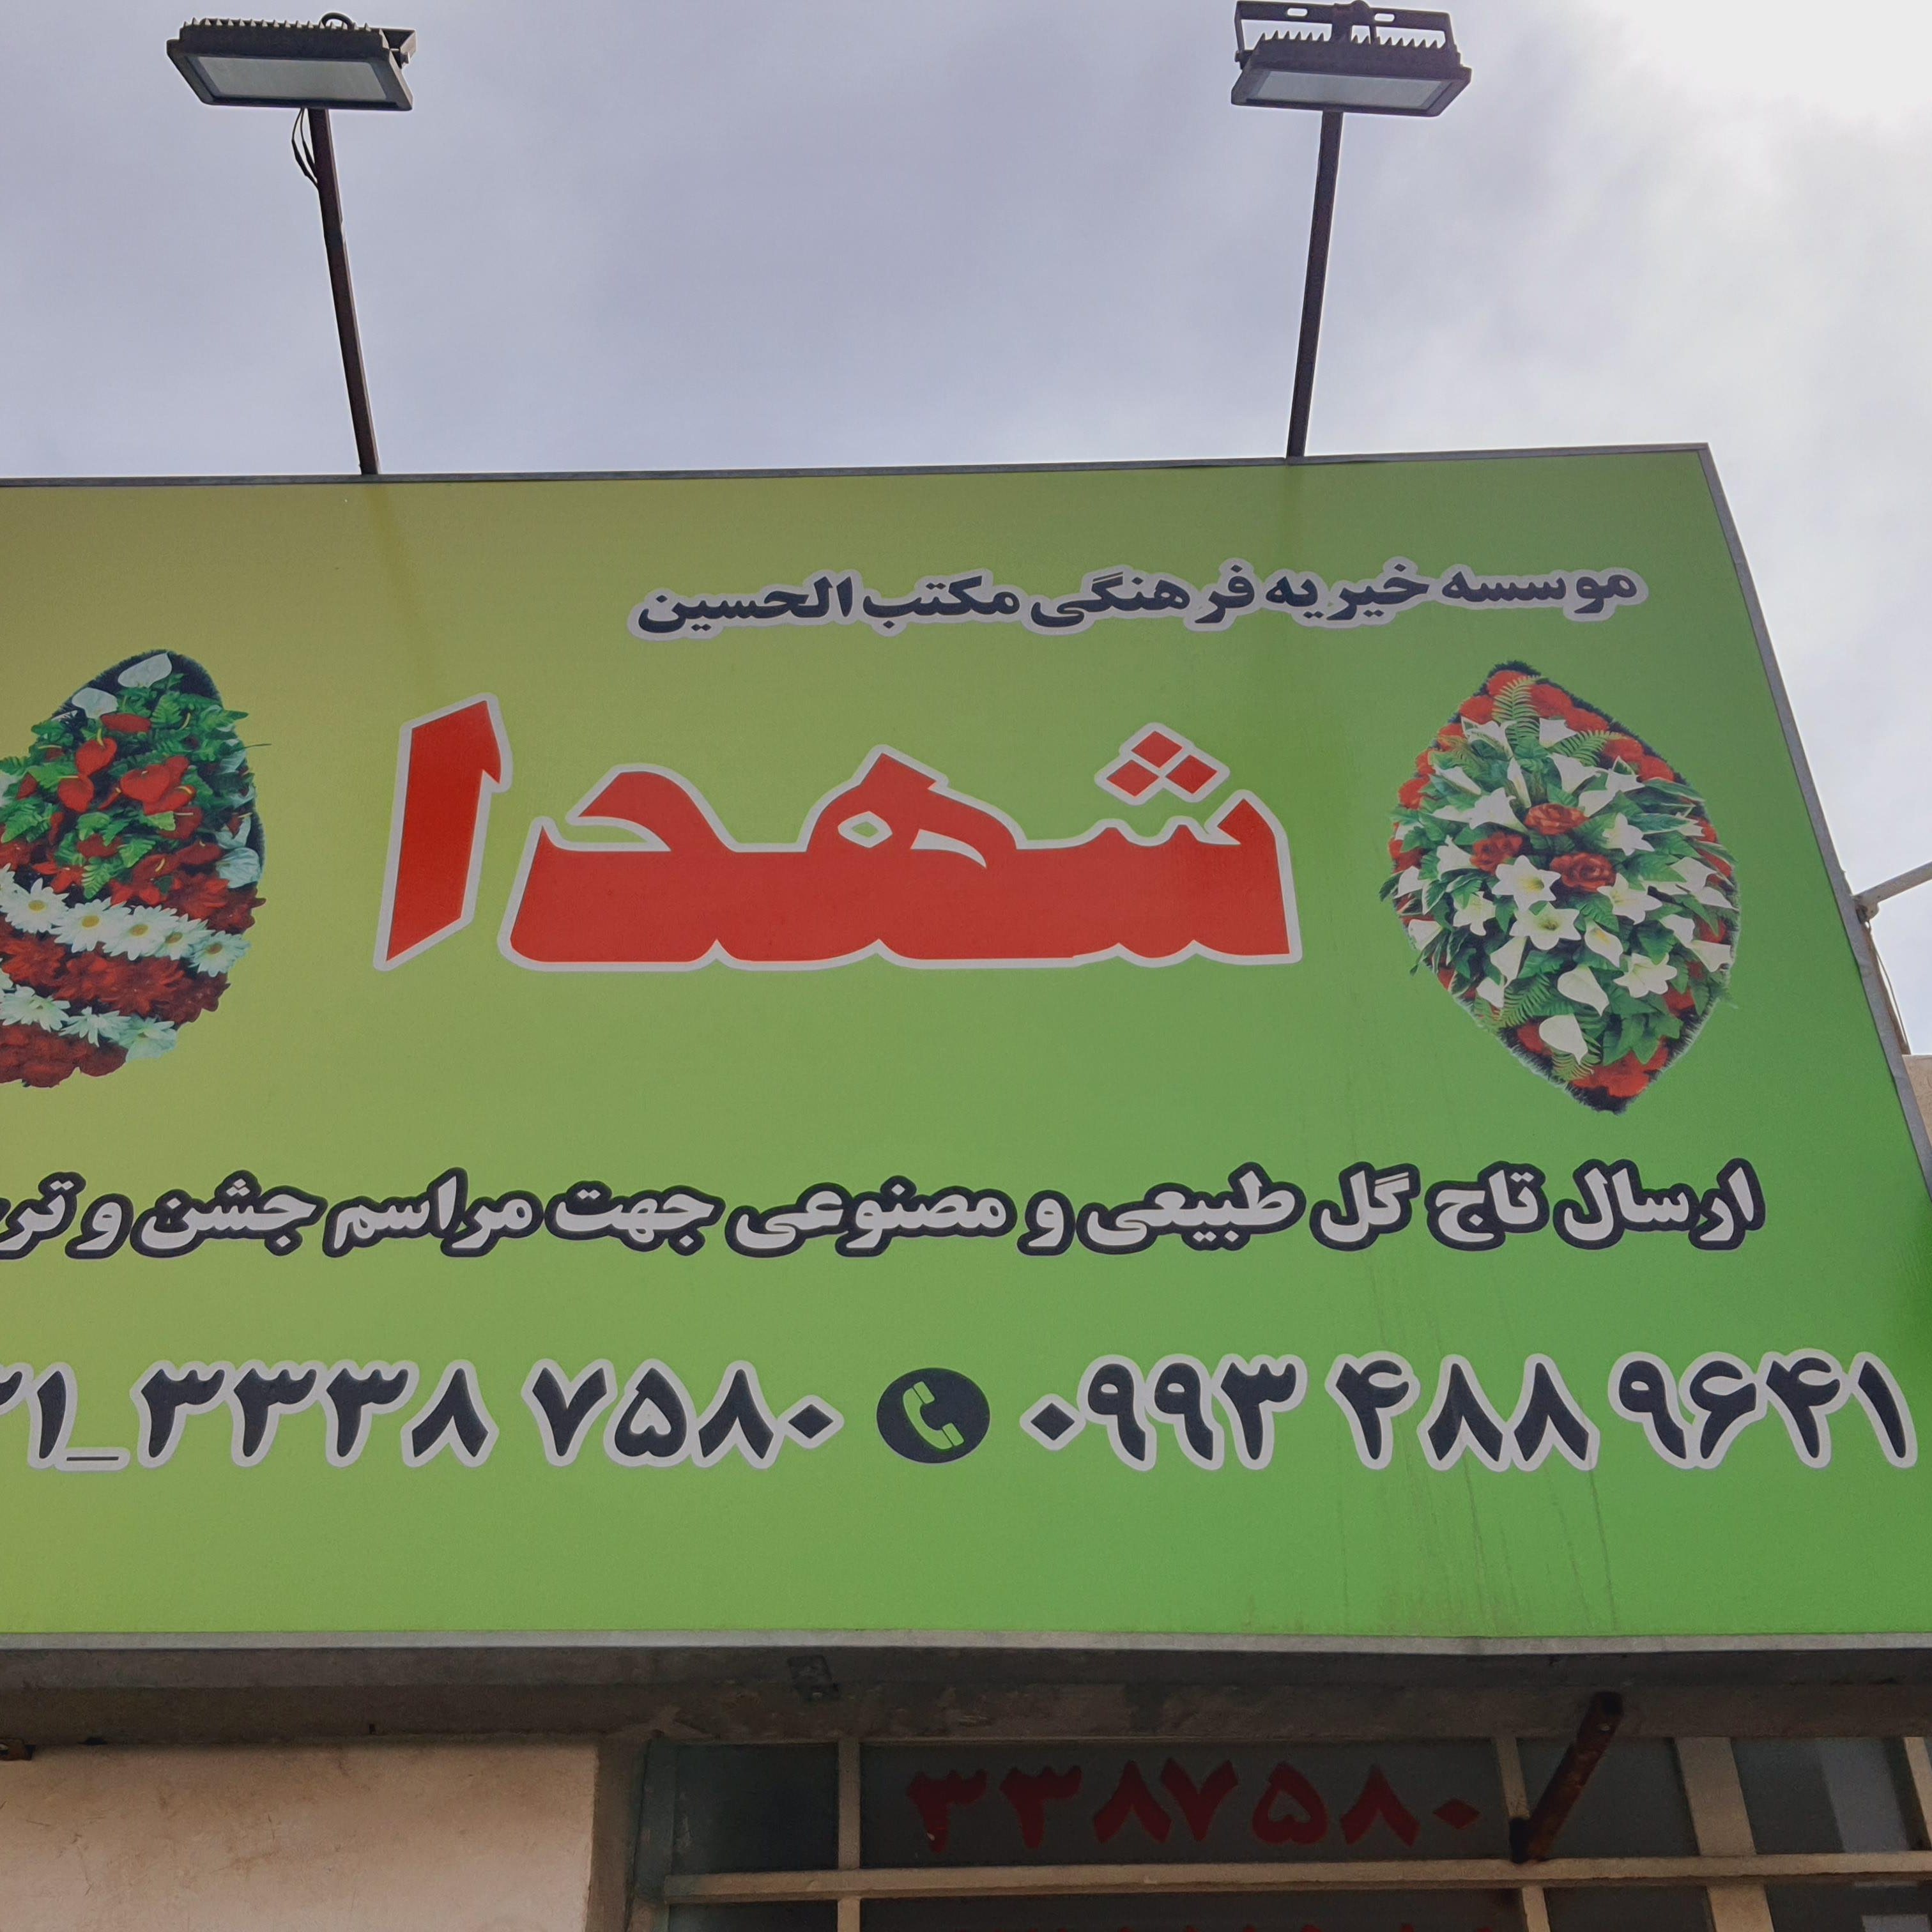 موسسه خیریه فرهنگی مکتب الحسین
شهدا
ارسال تاج گل طبیعی و مصنوعی جهت مراسم جشن و
۳۳۳۸ ۷۵۸۰ ۰۹۹۳ ۴۸۸ ۹۶۴۱
۳۳۸۷۵۸۰